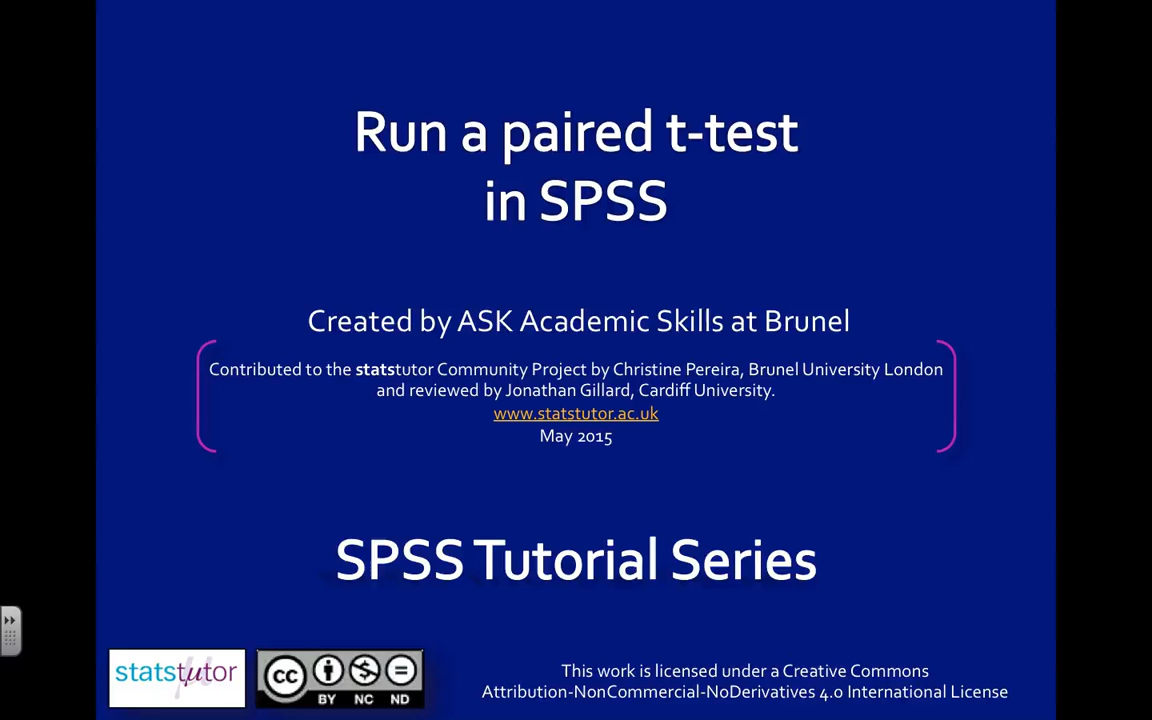 Run a paired t-test
in SPSS
Created by ASK Academic Skills at Brunel
Contributed to the statstutor Community Project by Christine Pereira, Brunel University London
and reviewed by Jonathan Gillard, Cardiff University.
www.statstutor.ac.uk
May 2015
SPSS Tutorial Series
statstutor
cc
BY NC ND
This work is licensed under a Creative Commons
Attribution-NonCommercial-NoDerivatives 4.0 International License